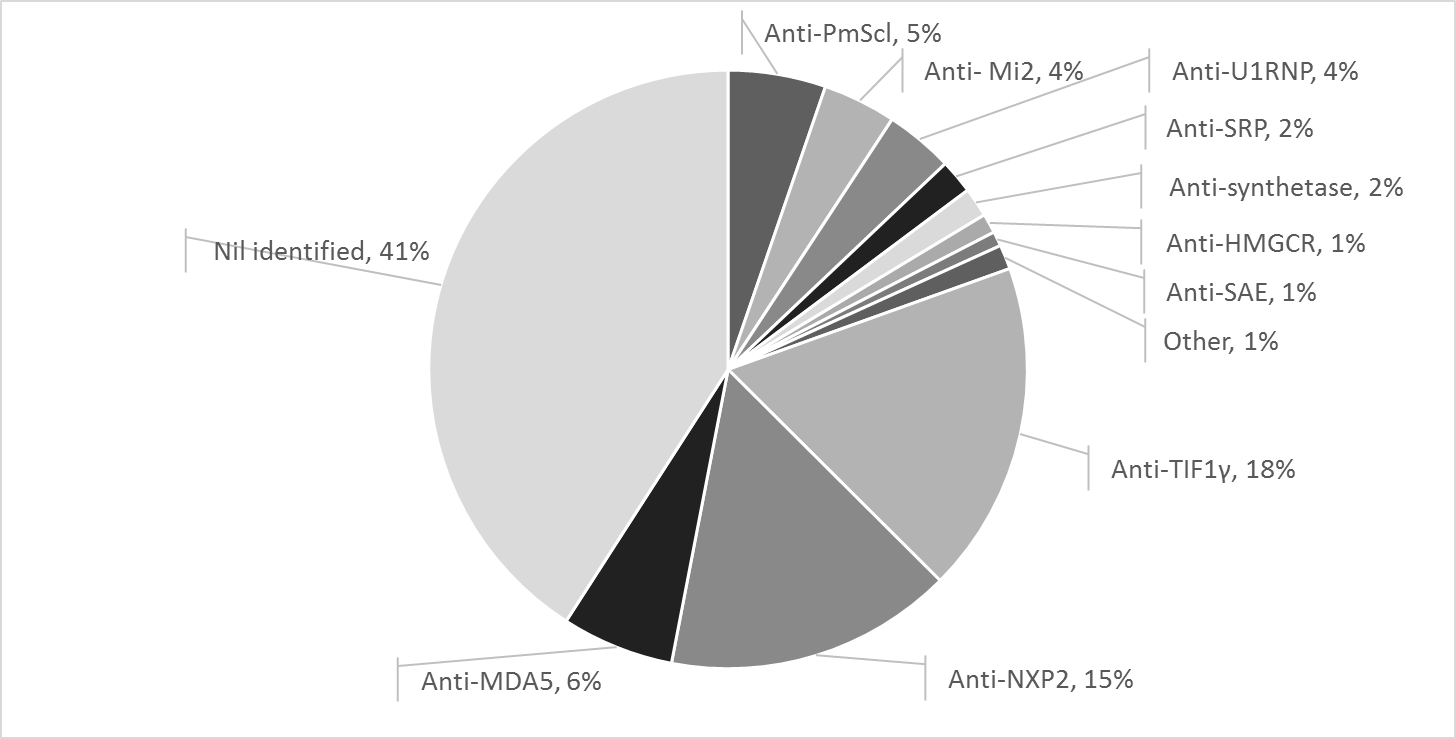 Anti-PmScl, 5%
Anti- Mi2, 4%
Anti-U1RNP, 4%
Anti-SRP, 2%
Anti-synthetase, 2%
Anti-HMGCR, 1%
Anti-SAE, 1%
Other, 1%
Anti-TIF1γ, 18%
Anti-NXP2, 15%
Anti-MDA5, 6%
Nil identified, 41%